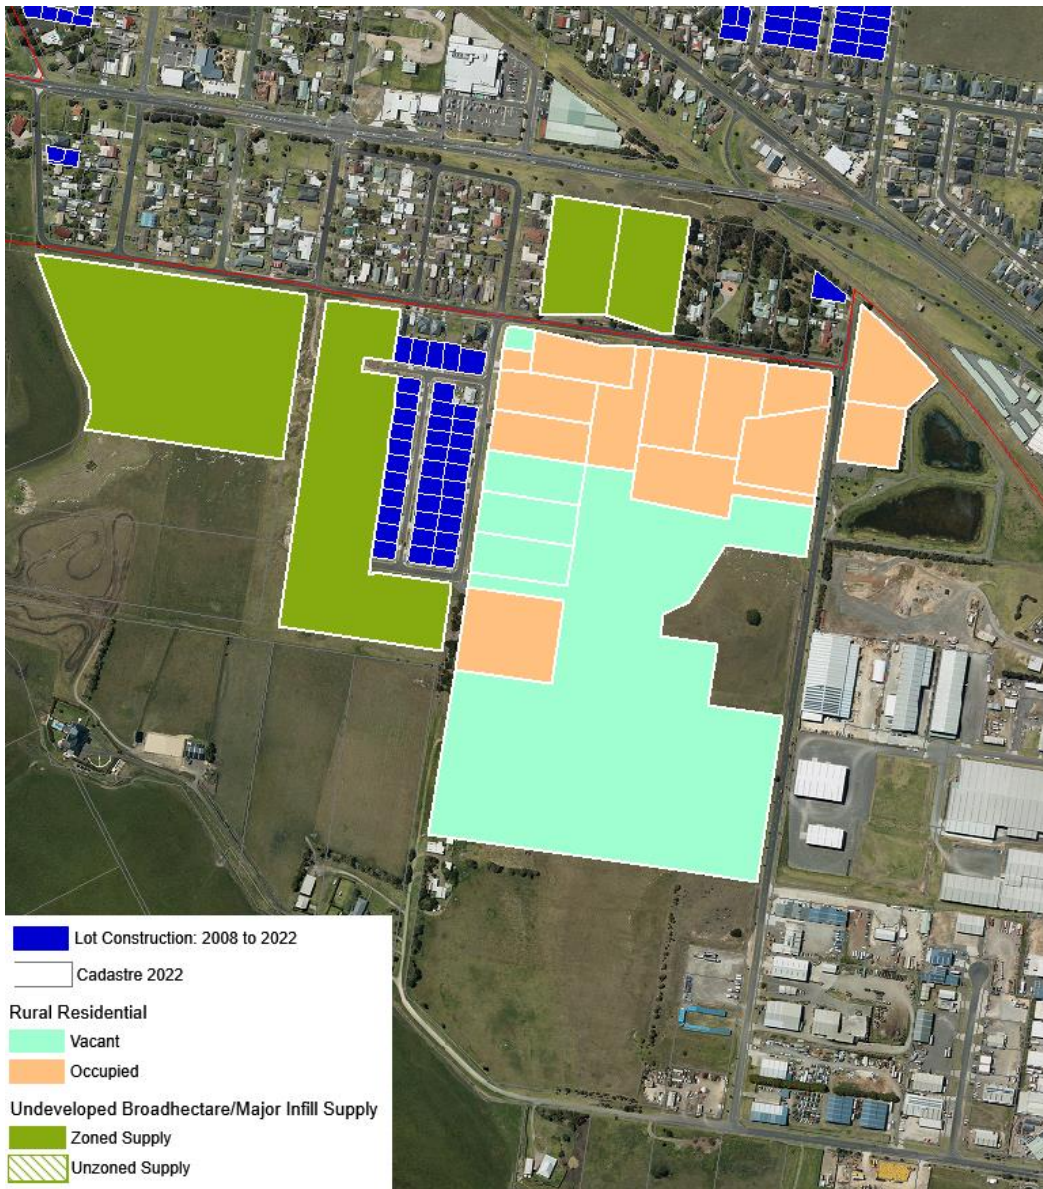 Lot Construction: 2008 to 2022
Cadastre 2022
Rural Residential
Vacant
Occupied
Undeveloped Broadhectare/Major Infill Supply
Zoned Supply
Unzoned Supply